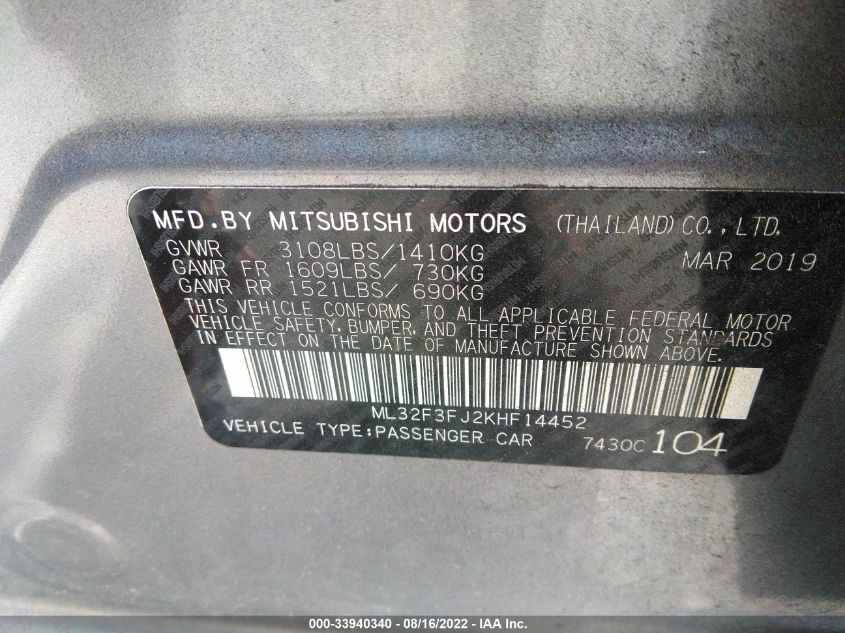 MFD.BY MITSUBISHI MOTORS (THAILAND) CO., LTD.
GVWR 3108LBS/1410KG MAR 2019
GAWR FR 1609LBS/ 730KG
GAWR RR 1521LBS/ 690KG
THIS VEHICLE CONFORMS TO ALL APPLICABLE FEDERAL MOTOR
VEHICLE SAFETY, BUMPER, AND THEFT PREVENTION STANDARDS
IN EFFECT ON THE DATE OF MANUFACTURE SHOWN ABOVE.
ML32F3FJ2KHF14452
VEHICLE TYPE:PASSENGER CAR 7430C 104
000-33940340 - 08/16/2022 - IAA Inc.